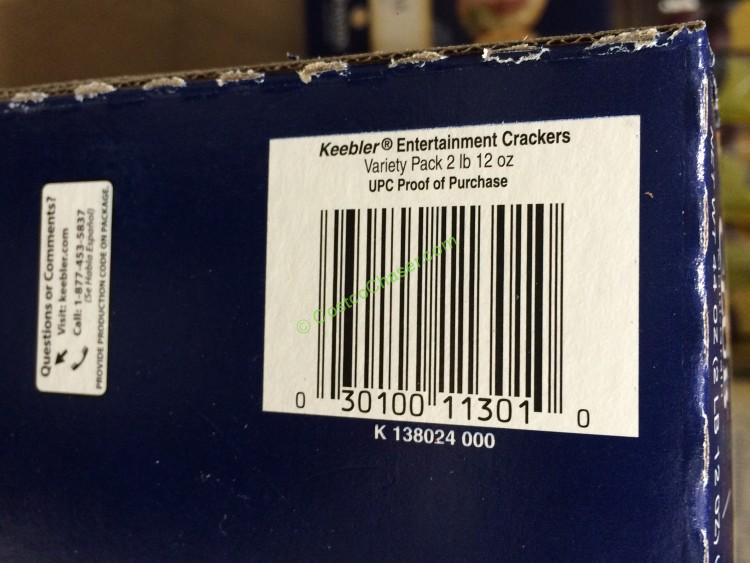 Keebler® Entertainment Crackers
Variety Pack 2 lb 12 oz
UPC Proof of Purchase
0 30100 11301 0
K 138024 000
Questions or Comments?
Visit: keebler.com
Call: 1-877-453-5837
(Se Habla Español)
PROVIDE PRODUCTION CODE ON PACKAGE.
© CostcoChaser.com